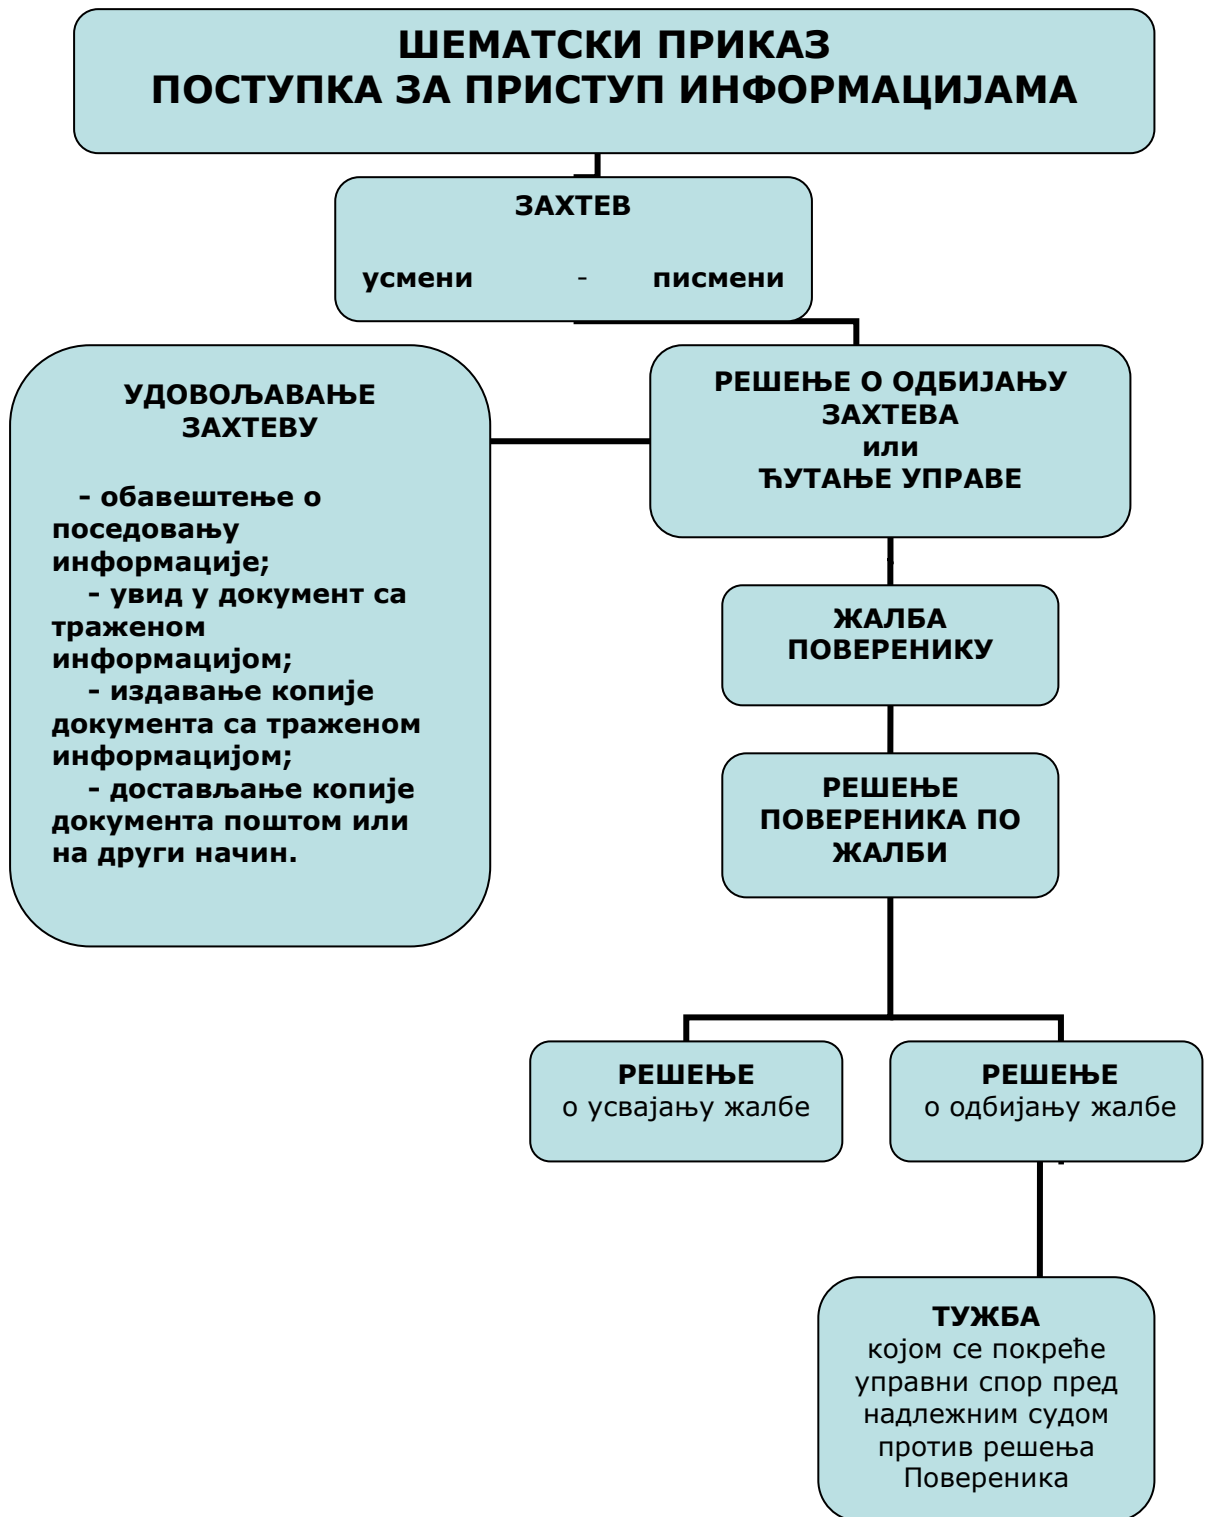 ШЕМАТСКИ ПРИКАЗ
ПОСТУПКА ЗА ПРИСТУП ИНФОРМАЦИЈАМА
ЗАХТЕВ
усмени - писмени
УДОВОЉАВАЊЕ
ЗАХТЕВУ
- обавештење о
поседовању
информације;
- увид у документ са
траженом
информацијом;
- издавање копије
документа са траженом
информацијом;
- достављање копије
документа поштом или
на други начин.
РЕШЕЊЕ О ОДБИЈАЊУ
ЗАХТЕВА
или
ЋУТАЊЕ УПРАВЕ
ЖАЛБА
ПОВЕРЕНИКУ
РЕШЕЊЕ
ПОВЕРЕНИКА ПО
ЖАЛБИ
РЕШЕЊЕ
о усвајању жалбе
РЕШЕЊЕ
о одбијању жалбе
ТУЖБА
којом се покреће
управни спор пред
надлежним судом
против решења
Повереника